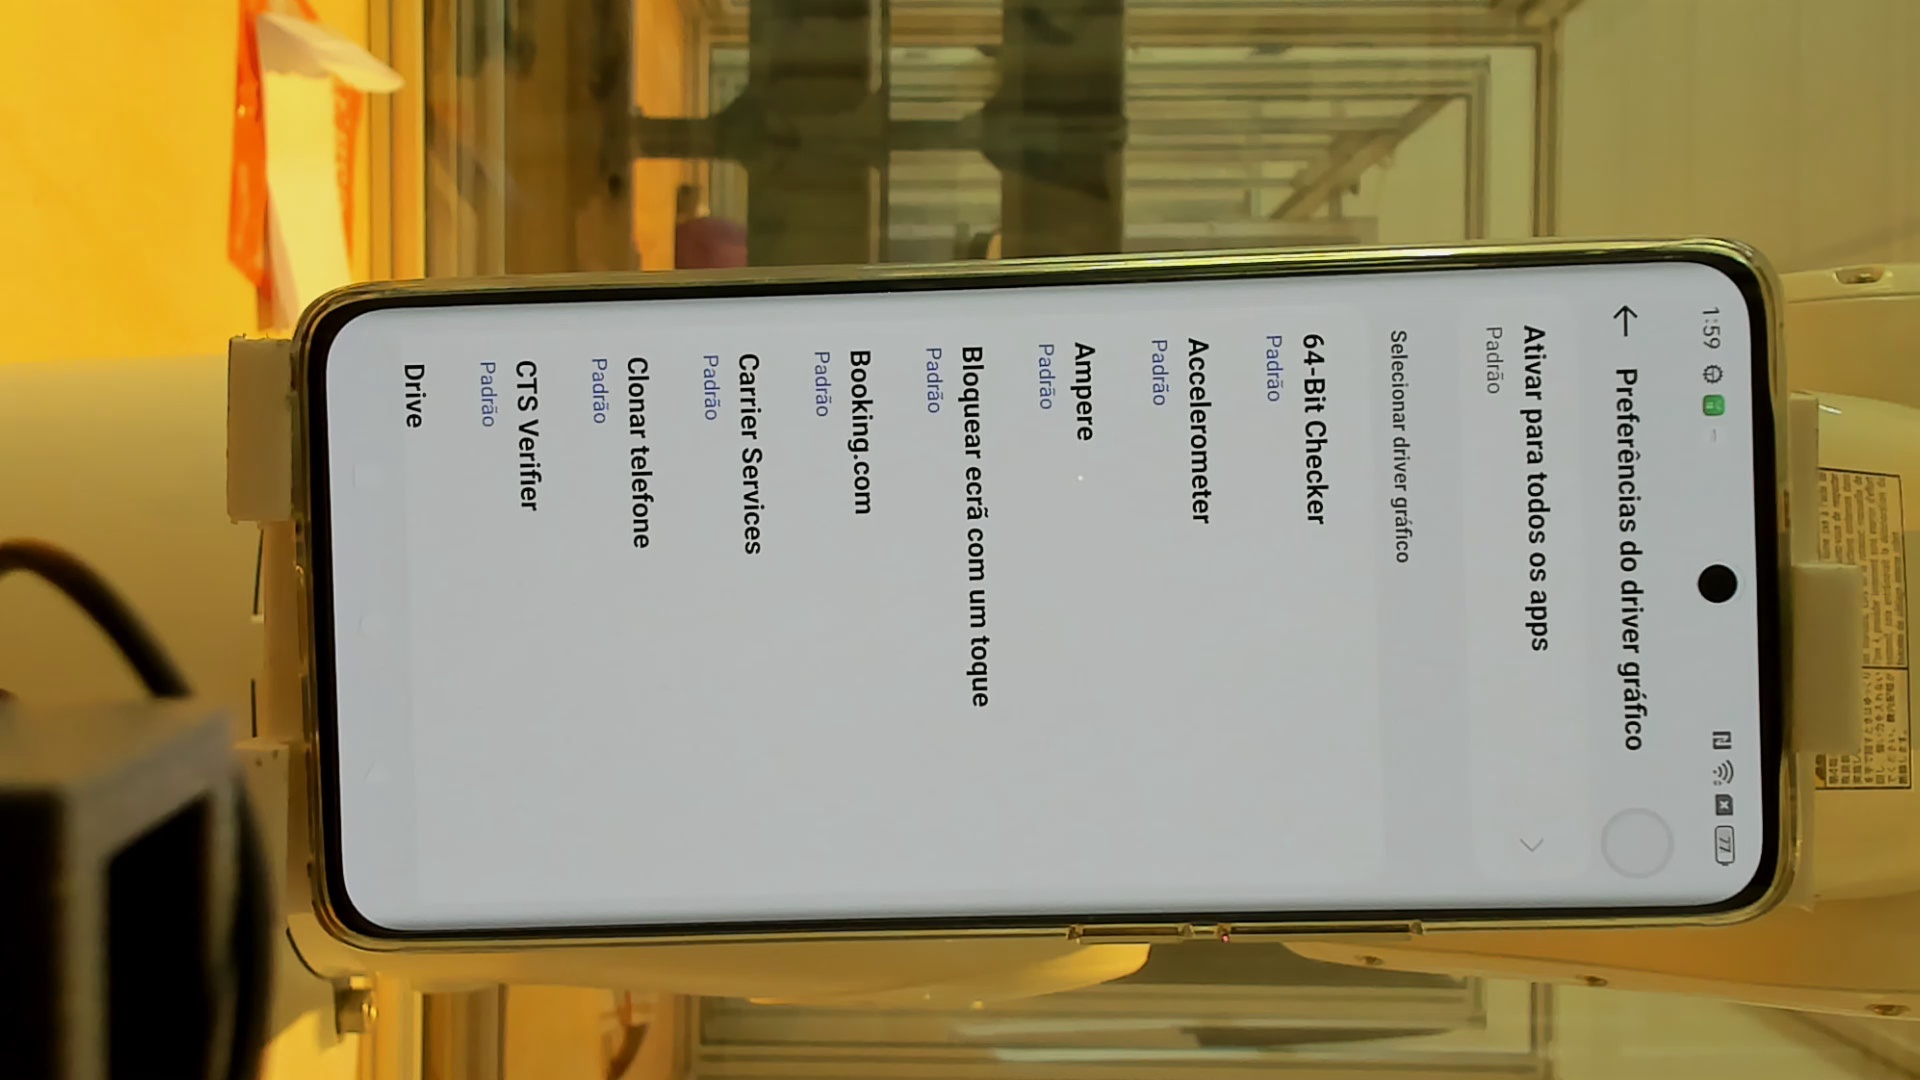 1:59
77
Preferências do driver gráfico
Ativar para todos os apps
Padrão
Selecionar driver gráfico
64-Bit Checker
Padrão
Accelerometer
Padrão
Ampere
Padrão
Bloquear ecrã com um toque
Padrão
Booking.com
Padrão
Carrier Services
Padrão
Clonar telefone
Padrão
CTS Verifier
Padrão
Drive